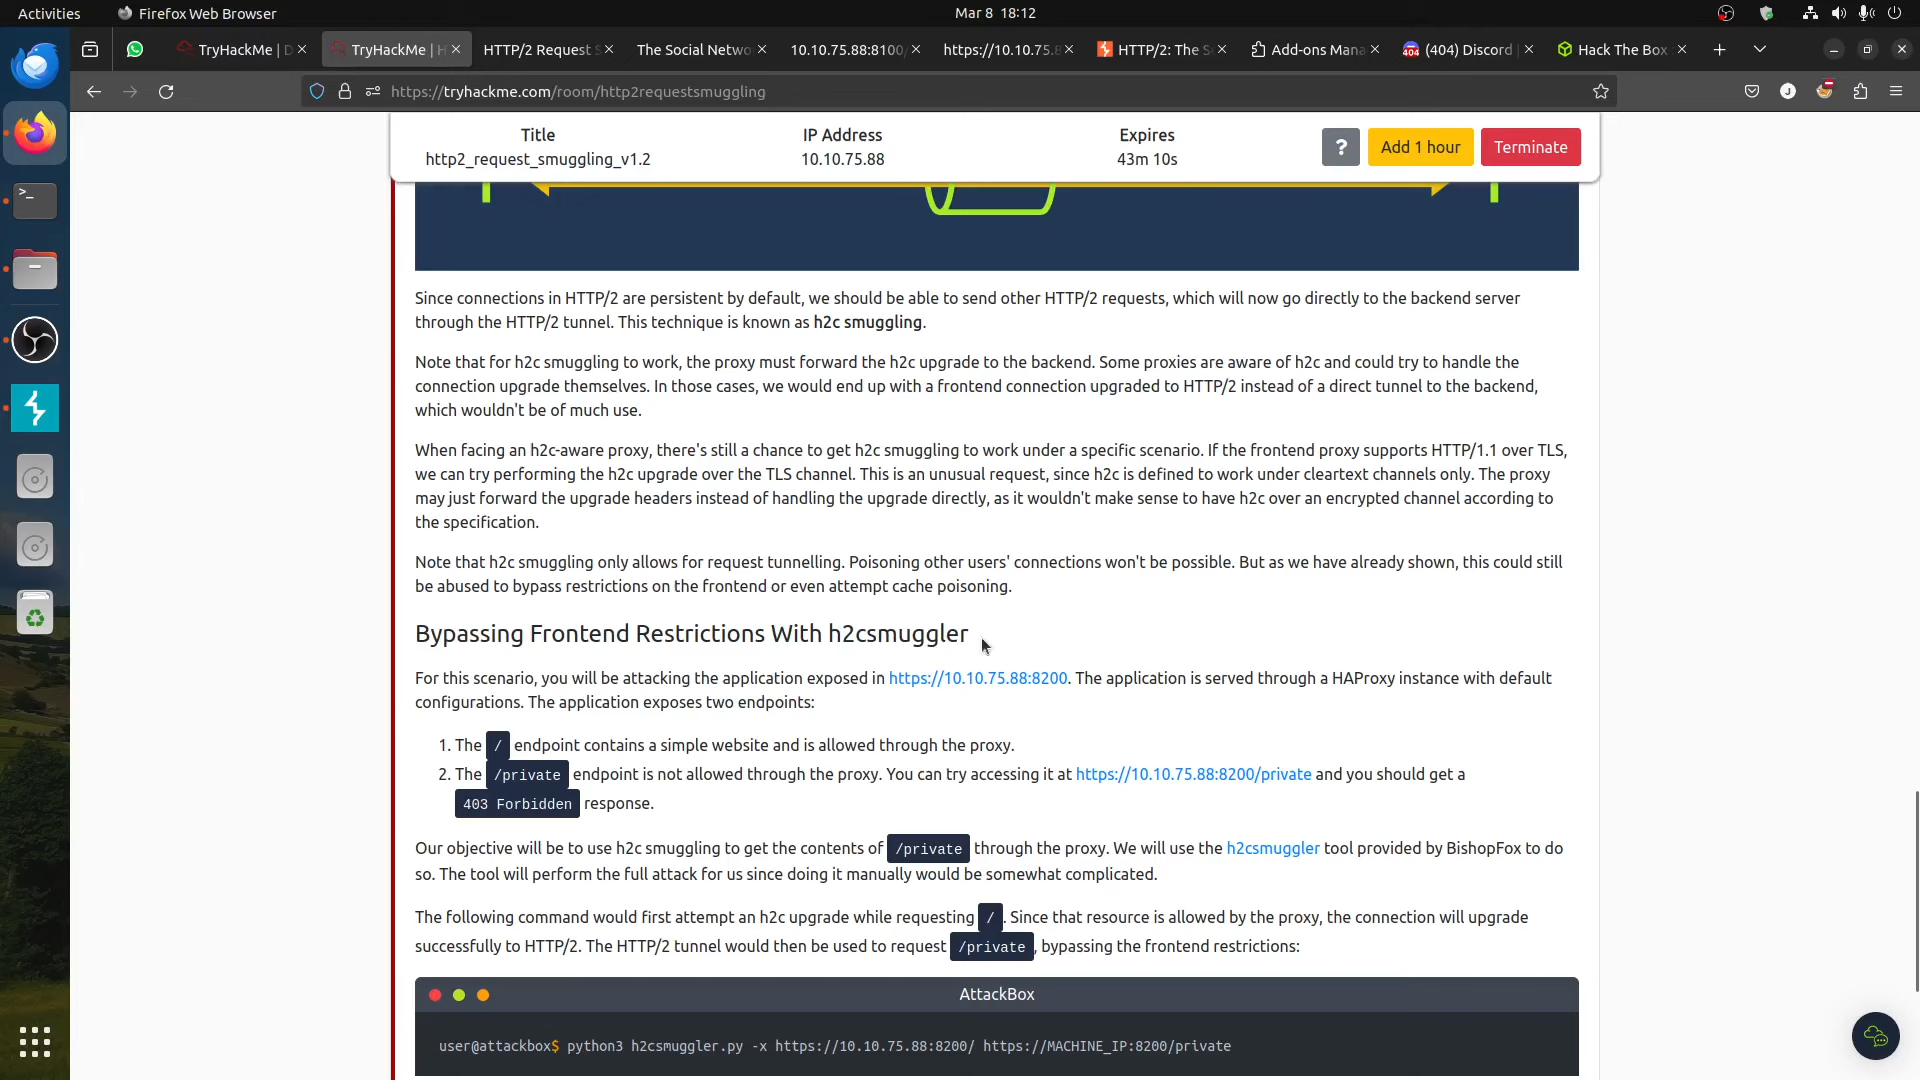 Activities
Firefox Web Browser
Mar 8 18:12
TryHackMe | D
TryHackMe | H
HTTP/2 Request S
The Social Netwo
10.10.75.88:8100/
https://10.10.75.8
HTTP/2: The S
Add-ons Mana
(404) Discord |
Hack The Box
https://tryhackme.com/room/http2requestsmuggling
Title
IP Address
Expires
http2_request_smuggling_v1.2
10.10.75.88
43m 10s
?
Add 1 hour
Terminate
Since connections in HTTP/2 are persistent by default, we should be able to send other HTTP/2 requests, which will now go directly to the backend server
through the HTTP/2 tunnel. This technique is known as h2c smuggling.
Note that for h2c smuggling to work, the proxy must forward the h2c upgrade to the backend. Some proxies are aware of h2c and could try to handle the
connection upgrade themselves. In those cases, we would end up with a frontend connection upgraded to HTTP/2 instead of a direct tunnel to the backend,
which wouldn't be of much use.
When facing an h2c-aware proxy, there's still a chance to get h2c smuggling to work under a specific scenario. If the frontend proxy supports HTTP/1.1 over TLS,
we can try performing the h2c upgrade over the TLS channel. This is an unusual request, since h2c is defined to work under cleartext channels only. The proxy
may just forward the upgrade headers instead of handling the upgrade directly, as it wouldn't make sense to have h2c over an encrypted channel according to
the specification.
Note that h2c smuggling only allows for request tunnelling. Poisoning other users' connections won't be possible. But as we have already shown, this could still
be abused to bypass restrictions on the frontend or even attempt cache poisoning.
Bypassing Frontend Restrictions With h2csmuggler
For this scenario, you will be attacking the application exposed in https://10.10.75.88:8200. The application is served through a HAProxy instance with default
configurations. The application exposes two endpoints:
1. The / endpoint contains a simple website and is allowed through the proxy.
2. The /private endpoint is not allowed through the proxy. You can try accessing it at https://10.10.75.88:8200/private and you should get a
403 Forbidden response.
Our objective will be to use h2c smuggling to get the contents of /private through the proxy. We will use the h2csmuggler tool provided by BishopFox to do
so. The tool will perform the full attack for us since doing it manually would be somewhat complicated.
The following command would first attempt an h2c upgrade while requesting /. Since that resource is allowed by the proxy, the connection will upgrade
successfully to HTTP/2. The HTTP/2 tunnel would then be used to request /private, bypassing the frontend restrictions:
AttackBox
user@attackbox$ python3 h2csmuggler.py -x https://10.10.75.88:8200/ https://MACHINE_IP:8200/private